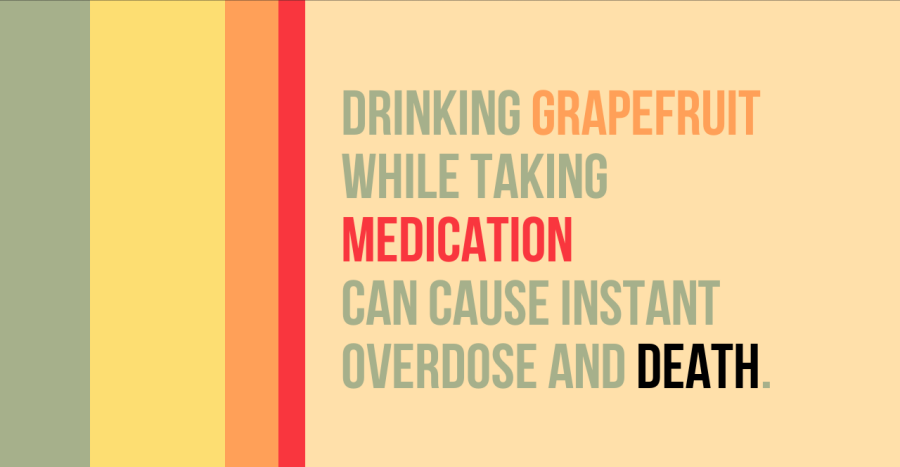 DRINKING GRAPEFRUIT
WHILE TAKING
MEDICATION
CAN CAUSE INSTANT
OVERDOSE AND DEATH.